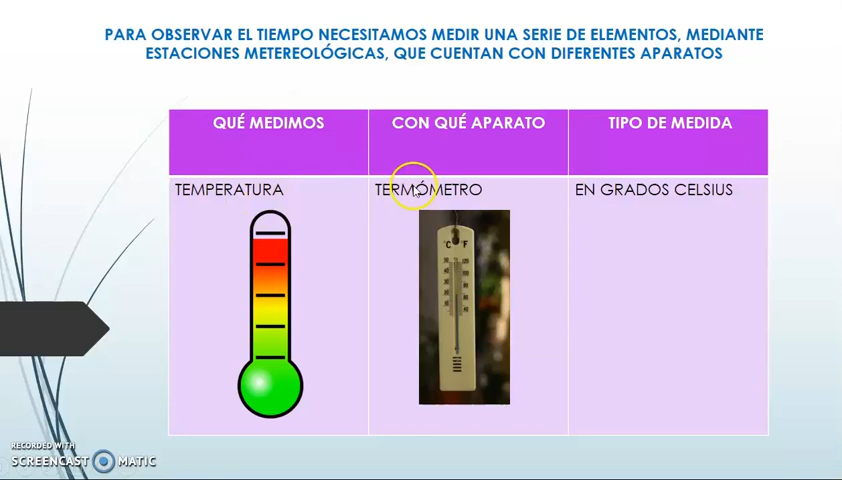 PARA OBSERVAR EL TIEMPO NECESITAMOS MEDIR UNA SERIE DE ELEMENTOS, MEDIANTE
ESTACIONES METEREOLÓGICAS, QUE CUENTAN CON DIFERENTES APARATOS
QUÉ MEDIMOS
CON QUÉ APARATO
TIPO DE MEDIDA
TEMPERATURA
TERMÓMETRO
EN GRADOS CELSIUS
°C °F
RECORDED WITH
SCREENCAST MATIC